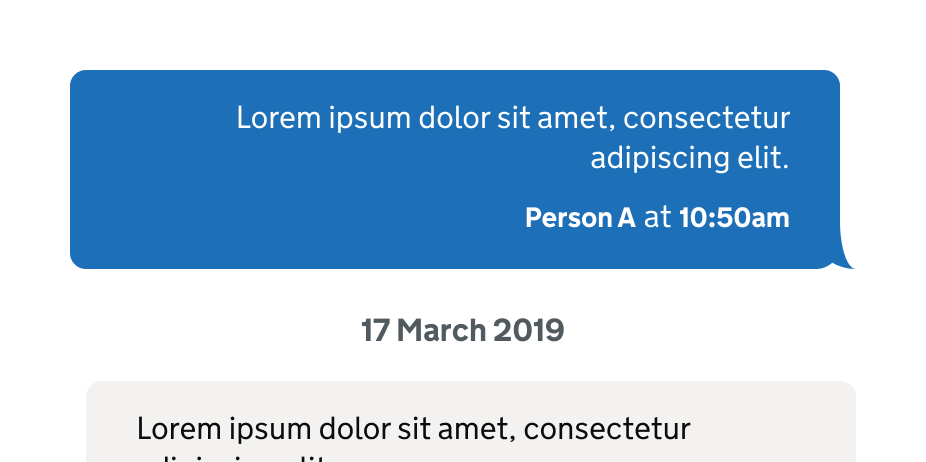 Lorem ipsum dolor sit amet, consectetur
adipiscing elit.
Person A at 10:50am
17 March 2019
Lorem ipsum dolor sit amet, consectetur